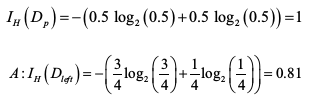 I_H(D_p)=-(0.5 log_2(0.5)+0.5 log_2(0.5))=1
A:I_H(D_left)=-(3/4 log_2(3/4)+1/4 log_2(1/4))=0.81